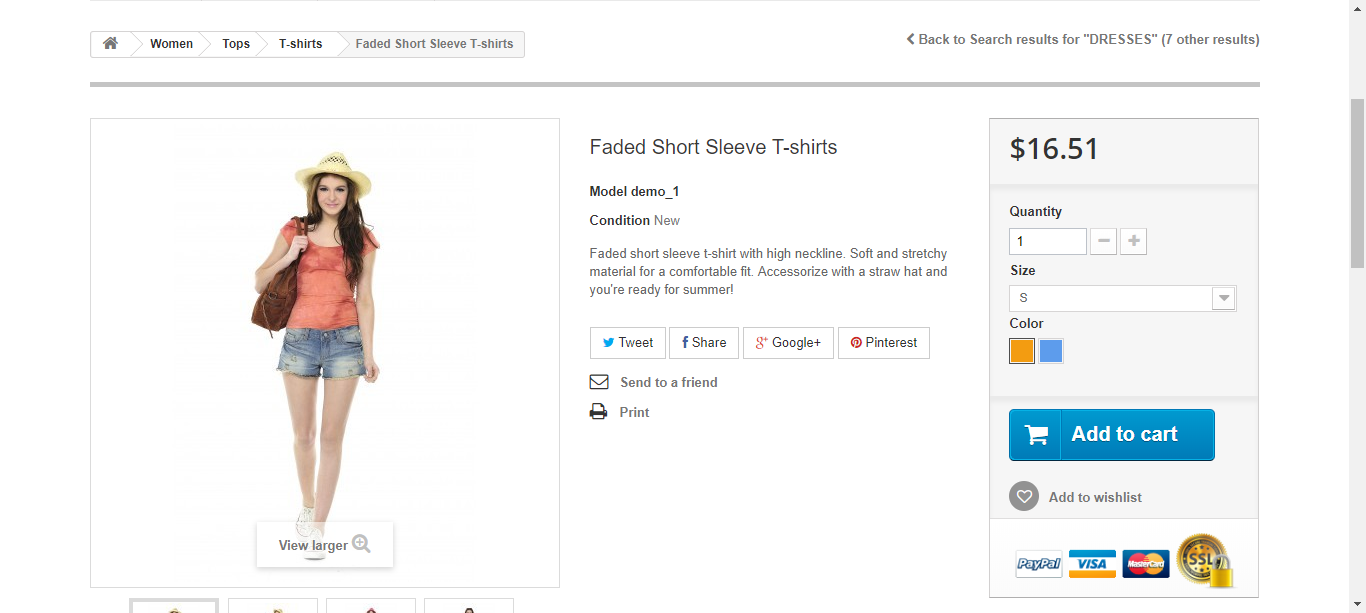 Women Tops T-shirts Faded Short Sleeve T-shirts
Back to Search results for "DRESSES" (7 other results)
View larger
Faded Short Sleeve T-shirts
Model demo_1
Condition New
Faded short sleeve t-shirt with high neckline. Soft and stretchy
material for a comfortable fit. Accessorize with a straw hat and
you're ready for summer!
Tweet Share Google+ Pinterest
Send to a friend
Print
$16.51
Quantity
1
Size
S
Color
Add to cart
Add to wishlist
PayPal VISA MasterCard SSL